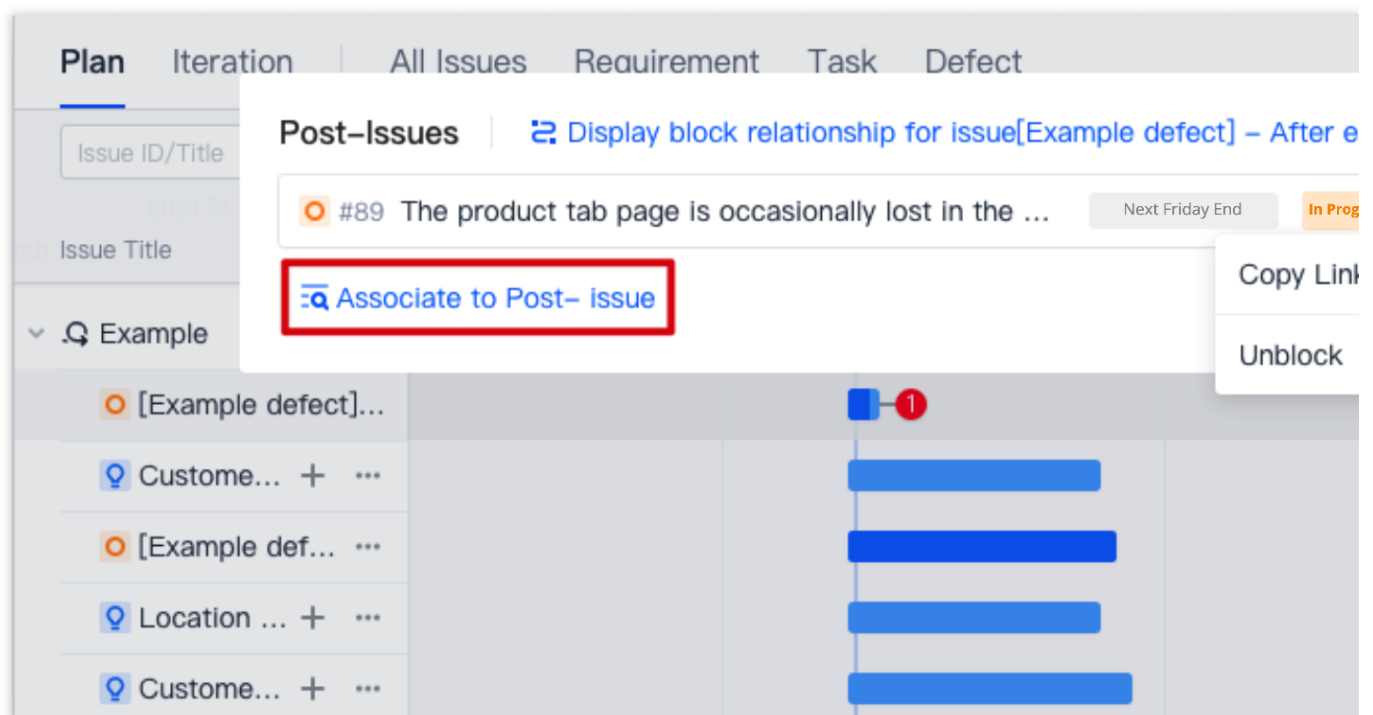 Plan Iteration All Issues Requirement Task Defect
Post-Issues Display block relationship for issue[Example defect] – After e
Issue ID/Title
#89 The product tab page is occasionally lost in the ... Next Friday End In Prog
Issue Title
Copy Link
Associate to Post- issue
Example
Unblock
[Example defect]...
1
Custome... + ...
[Example def... ...
Location ... + ...
Custome... + ...